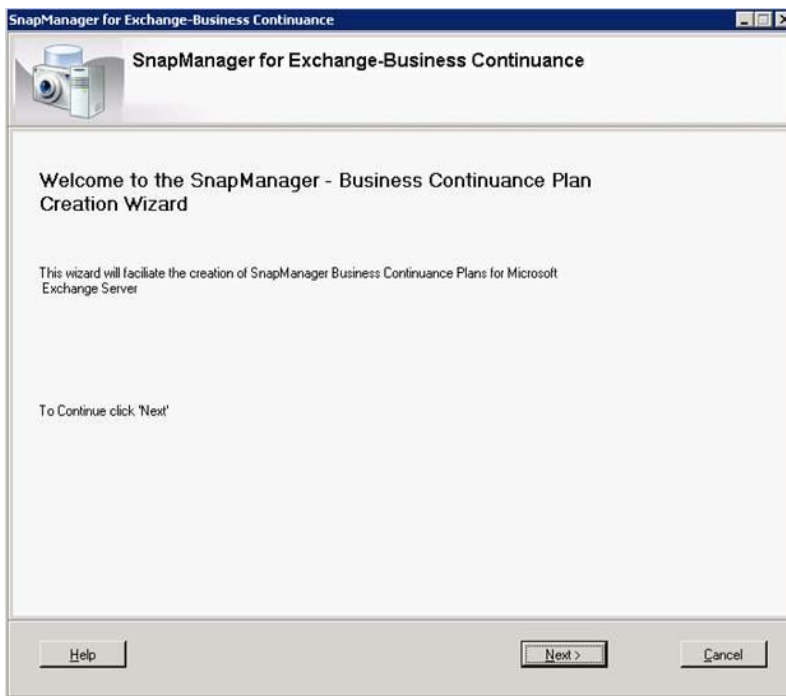 SnapManager for Exchange-Business Continuance
SnapManager for Exchange-Business Continuance
Welcome to the SnapManager - Business Continuance Plan
Creation Wizard
This wizard will faciliate the creation of SnapManager Business Continuance Plans for Microsoft
Exchange Server
To Continue click 'Next'
Help
Next >
Cancel